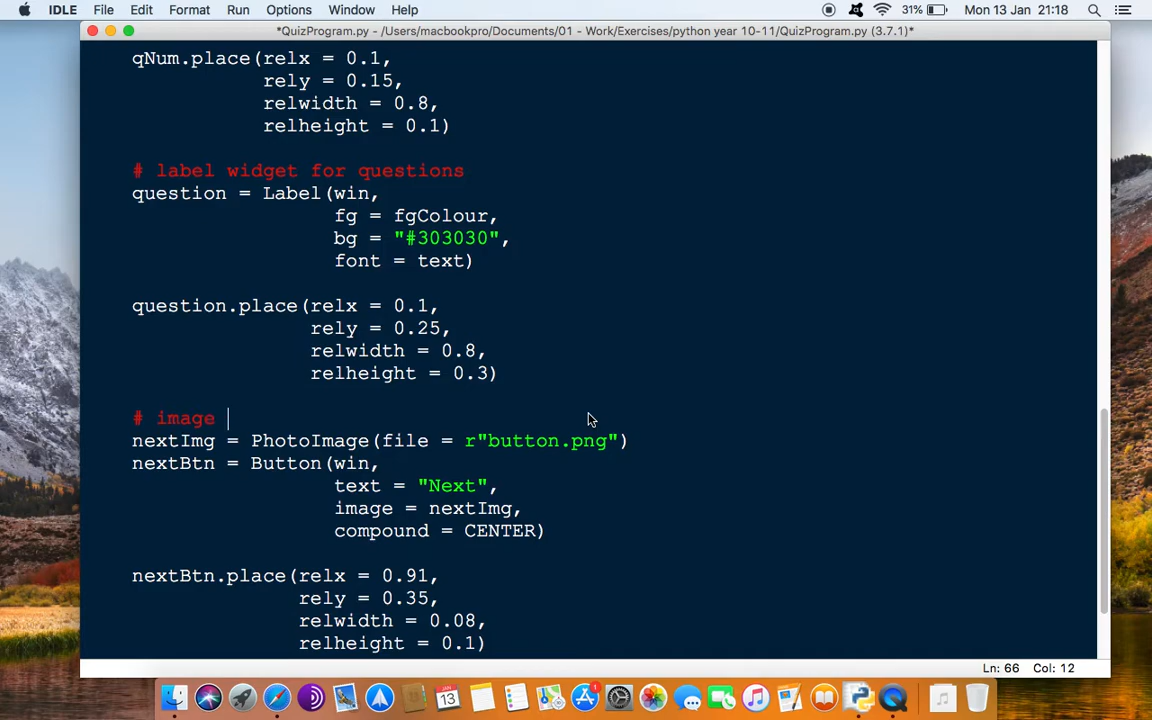 IDLE File Edit Format Run Options Window Help 31% Mon 13 Jan 21:18
*QuizProgram.py - /Users/macbookpro/Documents/01 - Work/Exercises/python year 10-11/QuizProgram.py (3.7.1)*
qNum.place(relx = 0.1,
rely = 0.15,
relwidth = 0.8,
relheight = 0.1)
# label widget for questions
question = Label(win,
fg = fgColour,
bg = "#303030",
font = text)
question.place(relx = 0.1,
rely = 0.25,
relwidth = 0.8,
relheight = 0.3)
# image
nextImg = PhotoImage(file = r"button.png")
nextBtn = Button(win,
text = "Next",
image = nextImg,
compound = CENTER)
nextBtn.place(relx = 0.91,
rely = 0.35,
relwidth = 0.08,
relheight = 0.1)
Ln: 66 Col: 12